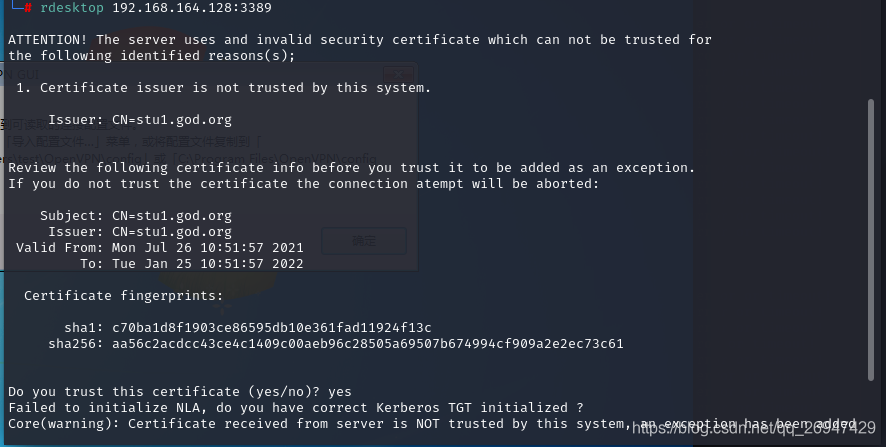 # rdesktop 192.168.164.128:3389
ATTENTION! The server uses and invalid security certificate which can not be trusted for
the following identified reasons(s);
1. Certificate issuer is not trusted by this system.
Issuer: CN=stu1.god.org
Review the following certificate info before you trust it to be added as an exception.
If you do not trust the certificate the connection atempt will be aborted:
Subject: CN=stu1.god.org
Issuer: CN=stu1.god.org
Valid From: Mon Jul 26 10:51:57 2021
To: Tue Jan 25 10:51:57 2022
确定
Certificate fingerprints:
sha1: c70ba1d8f1903ce86595db10e361fad11924f13c
sha256: aa56c2acdcc43ce4c1409c00aeb96c28505a69507b674994cf909a2e2ec73c61
Do you trust this certificate (yes/no)? yes
Failed to initialize NLA, do you have correct Kerberos TGT initialized ?
Core(warning): Certificate received from server is NOT trusted by this system, an exception has been added
https://blog.csdn.net/qq_26947429